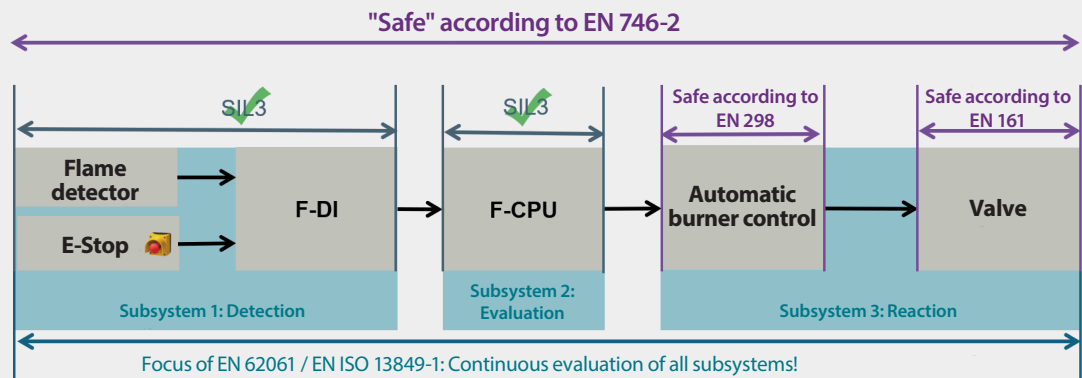 "Safe" according to EN 746-2
SIL3
SIL3
Safe according to
EN 298
Safe according to
EN 161
Flame
detector
E-Stop
F-DI
F-CPU
Automatic
burner control
Valve
Subsystem 1: Detection
Subsystem 2:
Evaluation
Subsystem 3: Reaction
Focus of EN 62061 / EN ISO 13849-1: Continuous evaluation of all subsystems!